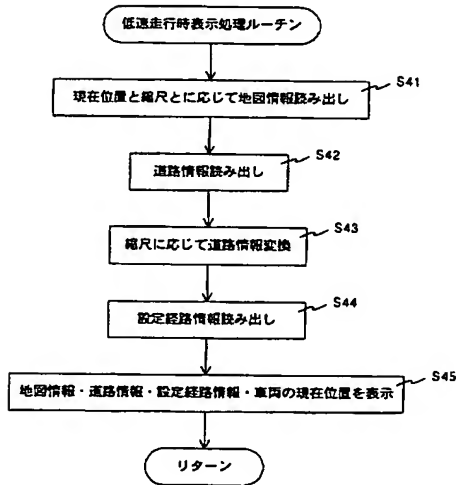 低速走行時表示処理ルーチン
S41
現在位置と縮尺とに応じて地図情報読み出し
S42
道路情報読み出し
S43
縮尺に応じて道路情報変換
S44
設定経路情報読み出し
S45
地図情報・道路情報・設定経路情報・車両の現在位置を表示
リターン